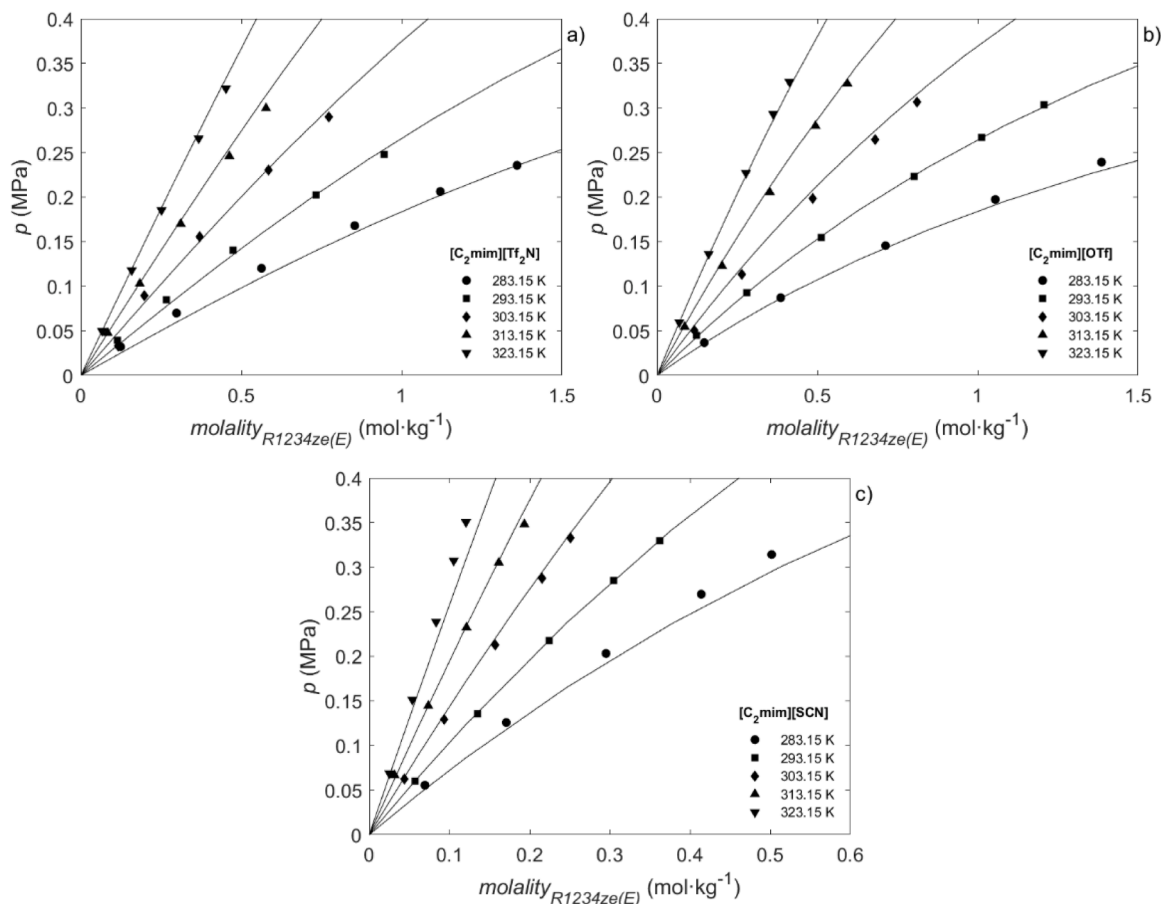 a)
0.4
0.35
0.3
0.25
0.2
0.15
0.1
0.05
0
p (MPa)
[C2mim][Tf2N]
283.15 K
293.15 K
303.15 K
313.15 K
323.15 K
0 0.5 1 1.5
molalityR1234ze(E) (mol·kg-1)
b)
0.4
0.35
0.3
0.25
0.2
0.15
0.1
0.05
0
p (MPa)
[C2mim][OTf]
283.15 K
293.15 K
303.15 K
313.15 K
323.15 K
0 0.5 1 1.5
molalityR1234ze(E) (mol·kg-1)
c)
0.4
0.35
0.3
0.25
0.2
0.15
0.1
0.05
0
p (MPa)
[C2mim][SCN]
283.15 K
293.15 K
303.15 K
313.15 K
323.15 K
0 0.1 0.2 0.3 0.4 0.5 0.6
molalityR1234ze(E) (mol·kg-1)